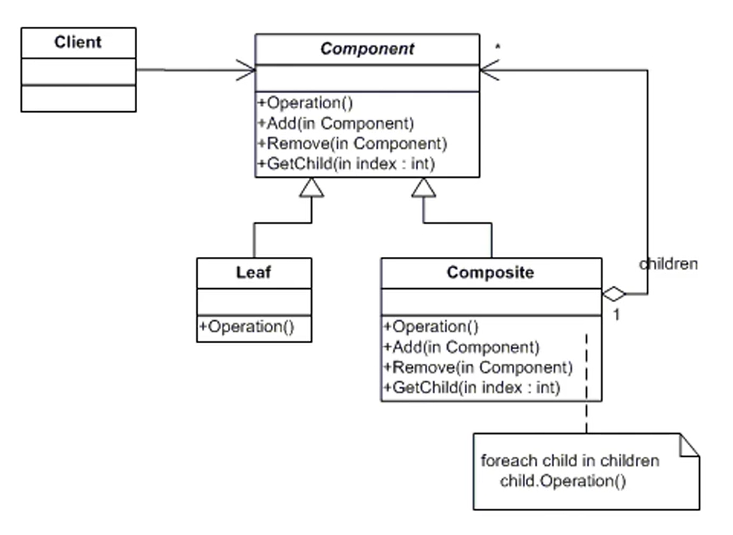 Client
Component
*
+Operation()
+Add(in Component)
+Remove(in Component)
+GetChild(in index : int)
children
Leaf
+Operation()
Composite
1
+Operation()
+Add(in Component)
+Remove(in Component)
+GetChild(in index : int)
foreach child in children
child.Operation()